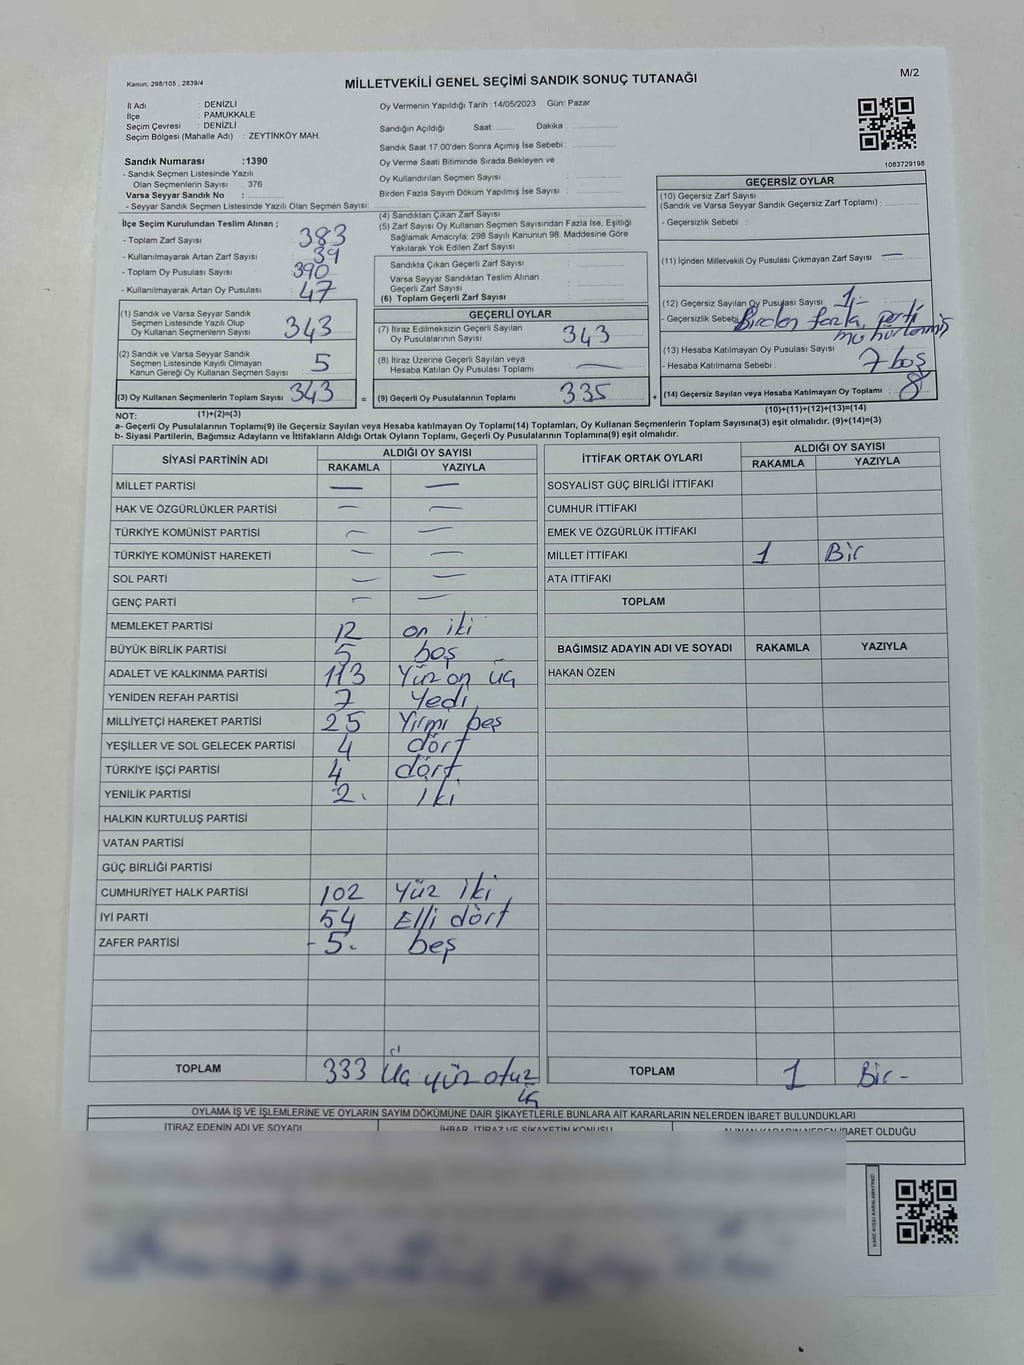 Kanun: 298/105 , 2839/4
MİLLETVEKİLİ GENEL SEÇİMİ SANDIK SONUÇ TUTANAĞI
M/2
İl Adı : DENİZLİ
İlçe : PAMUKKALE
Seçim Çevresi : DENİZLİ
Seçim Bölgesi (Mahalle Adı) : ZEYTİNKÖY MAH.
Sandık Numarası :1390
- Sandık Seçmen Listesinde Yazılı
Olan Seçmenlerin Sayısı : 376
Varsa Seyyar Sandık No :
- Seyyar Sandık Seçmen Listesinde Yazılı Olan Seçmen Sayısı:
Oy Vermenin Yapıldığı Tarih :14/05/2023 Gün: Pazar
Sandığın Açıldığı Saat: Dakika :
Sandık Saat 17.00'den Sonra Açımış İse Sebebi :
Oy Verme Saati Bitiminde Sırada Bekleyen ve
Oy Kullandırılan Seçmen Sayısı :
Birden Fazla Sayım Döküm Yapılmış İse Sayısı :
1083729198
İlçe Seçim Kurulundan Teslim Alınan ;
- Toplam Zarf Sayısı : 383
- Kullanılmayarak Artan Zarf Sayısı : 39
- Toplam Oy Pusulası Sayısı : 390
- Kullanılmayarak Artan Oy Pusulası : 47
(1) Sandık ve Varsa Seyyar Sandık
Seçmen Listesinde Yazılı Olup
Oy Kullanan Seçmenlerin Sayısı 343
(2) Sandık ve Varsa Seyyar Sandık
Seçmen Listesinde Kayıtlı Olmayan
Kanun Gereği Oy Kullanan Seçmen Sayısı 5
(3) Oy Kullanan Seçmenlerin Toplam Sayısı 343 =
(4) Sandıktan Çıkan Zarf Sayısı :
(5) Zarf Sayısı Oy Kullanan Seçmen Sayısından Fazla İse, Eşitliği
Sağlamak Amacıyla; 298 Sayılı Kanunun 98. Maddesine Göre
Yakılarak Yok Edilen Zarf Sayısı :
Sandıkta Çıkan Geçerli Zarf Sayısı :
Varsa Seyyar Sandıktan Teslim Alınan
Geçerli Zarf Sayısı :
(6) Toplam Geçerli Zarf Sayısı :
GEÇERLİ OYLAR
(7) İtiraz Edilmeksizin Geçerli Sayılan
Oy Pusulalarının Sayısı 343
(8) İtiraz Üzerine Geçerli Sayılan veya
Hesaba Katılan Oy Pusulası Toplamı —
(9) Geçerli Oy Pusulalarının Toplamı 335 +
GEÇERSİZ OYLAR
(10) Geçersiz Zarf Sayısı
(Sandık ve Varsa Seyyar Sandık Geçersiz Zarf Toplamı) :
- Geçersizlik Sebebi :
(11) İçinden Milletvekili Oy Pusulası Çıkmayan Zarf Sayısı —
(12) Geçersiz Sayılan Oy Pusulası Sayısı 1-
- Geçersizlik Sebebi Birden fazla parti
mühürlenmiş
(13) Hesaba Katılmayan Oy Pusulası Sayısı
- Hesaba Katılmama Sebebi : 7 boş
(14) Geçersiz Sayılan veya Hesaba Katılmayan Oy Toplamı : 8
NOT: (1)+(2)=(3)
(10)+(11)+(12)+(13)=(14)
a- Geçerli Oy Pusulalarının Toplamı(9) ile Geçersiz Sayılan veya Hesaba katılmayan Oy Toplamı(14) Toplamları, Oy Kullanan Seçmenlerin Toplam Sayısına(3) eşit olmalıdır. (9)+(14)=(3)
b- Siyasi Partilerin, Bağımsız Adayların ve İttifakların Aldığı Ortak Oyların Toplamı, Geçerli Oy Pusulalarının Toplamına(9) eşit olmalıdır.
SİYASİ PARTİNİN ADI ALDIĞI OY SAYISI
RAKAMLA YAZIYLA
MİLLET PARTİSİ — —
HAK VE ÖZGÜRLÜKLER PARTİSİ — —
TÜRKİYE KOMÜNİST PARTİSİ — —
TÜRKİYE KOMÜNİST HAREKETİ — —
SOL PARTİ — —
GENÇ PARTİ — —
MEMLEKET PARTİSİ 12 on iki
BÜYÜK BİRLİK PARTİSİ 5 boş
ADALET VE KALKINMA PARTİSİ 113 Yüz on üç
YENİDEN REFAH PARTİSİ 7 Yedi
MİLLİYETÇİ HAREKET PARTİSİ 25 Yirmi beş
YEŞİLLER VE SOL GELECEK PARTİSİ 4 dört
TÜRKİYE İŞÇİ PARTİSİ 4 dört
YENİLİK PARTİSİ 2. iki
HALKIN KURTULUŞ PARTİSİ
VATAN PARTİSİ
GÜÇ BİRLİĞİ PARTİSİ
CUMHURİYET HALK PARTİSİ 102 Yüz iki
İYİ PARTİ 54 Elli dört
ZAFER PARTİSİ - 5. beş
TOPLAM 333 Üç yüz otuz
üç
İTTİFAK ORTAK OYLARI ALDIĞI OY SAYISI
RAKAMLA YAZIYLA
SOSYALİST GÜÇ BİRLİĞİ İTTİFAKI
CUMHUR İTTİFAKI
EMEK VE ÖZGÜRLÜK İTTİFAKI
MİLLET İTTİFAKI 1 Bir
ATA İTTİFAKI
TOPLAM
BAĞIMSIZ ADAYIN ADI VE SOYADI RAKAMLA YAZIYLA
HAKAN ÖZEN
TOPLAM 1 Bir -
OYLAMA İŞ VE İŞLEMLERİNE VE OYLARIN SAYIM DÖKÜMÜNE DAİR ŞİKAYETLERLE BUNLARA AİT KARARLARIN NELERDEN İBARET BULUNDUKLARI
İTİRAZ EDENİN ADI VE SOYADI İHBAR, İTİRAZ VE ŞİKAYETİN KONUSU ALINAN KARARIN NEDEN İBARET OLDUĞU